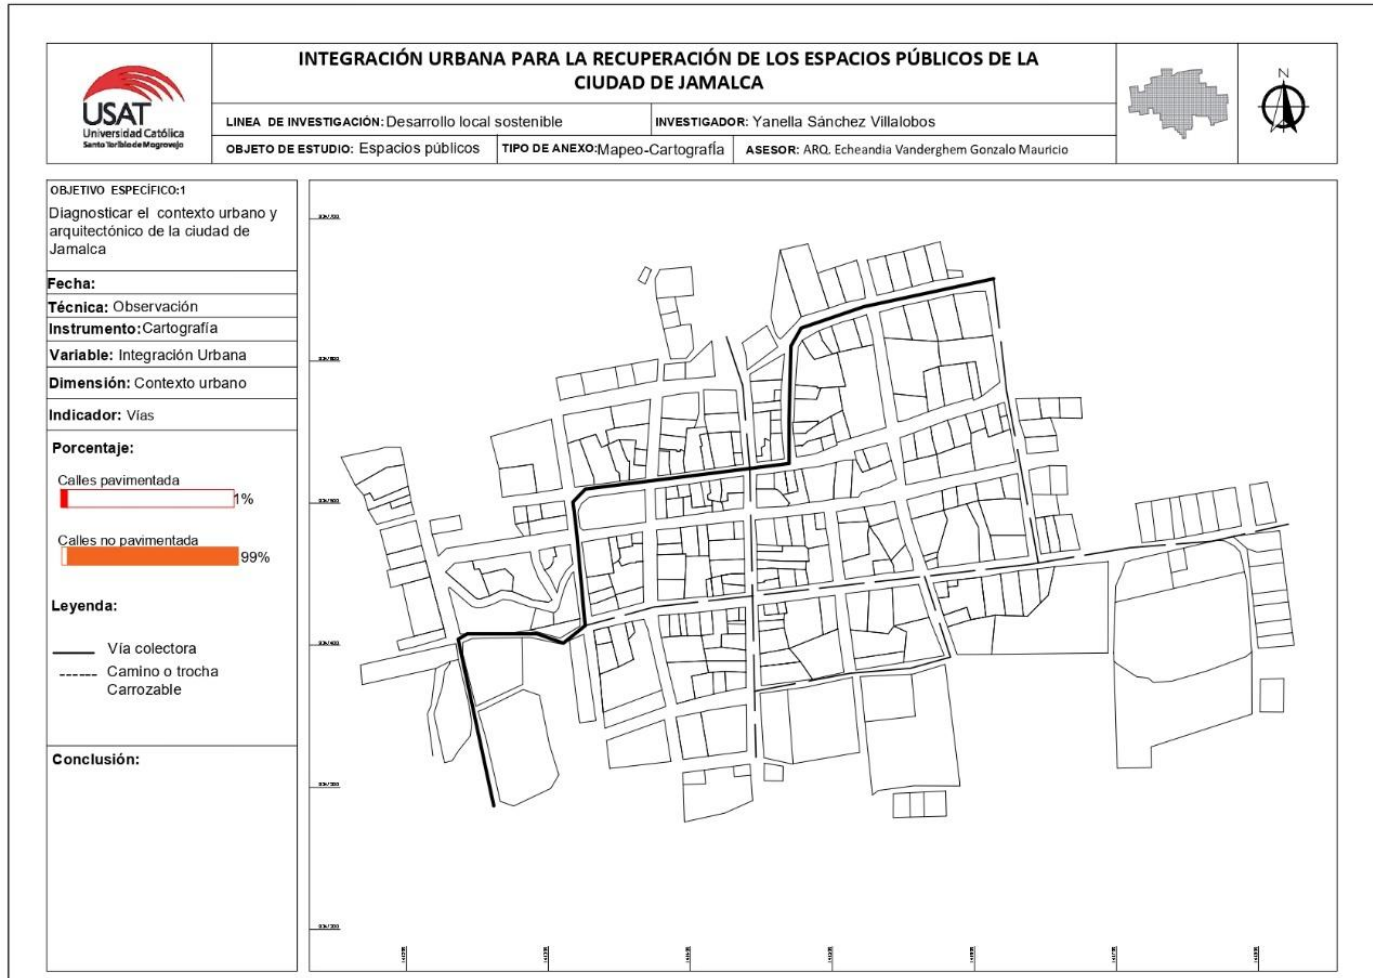 INTEGRACIÓN URBANA PARA LA RECUPERACIÓN DE LOS ESPACIOS PÚBLICOS DE LA
CIUDAD DE JAMALCA
USAT
Universidad Católica
Santo Toribio de Mogrovejo
LINEA DE INVESTIGACIÓN: Desarrollo local sostenible
INVESTIGADOR: Yanella Sánchez Villalobos
OBJETO DE ESTUDIO: Espacios públicos
TIPO DE ANEXO: Mapeo-Cartografía
ASESOR: ARQ. Echeandia Vanderghem Gonzalo Mauricio
N
OBJETIVO ESPECÍFICO:1
Diagnosticar el contexto urbano y
arquitectónico de la ciudad de
Jamalca
Fecha:
Técnica: Observación
Instrumento: Cartografía
Variable: Integración Urbana
Dimensión: Contexto urbano
Indicador: Vías
Porcentaje:
Calles pavimentada
1%
Calles no pavimentada
99%
Leyenda:
Vía colectora
Camino o trocha
Carrozable
Conclusión: